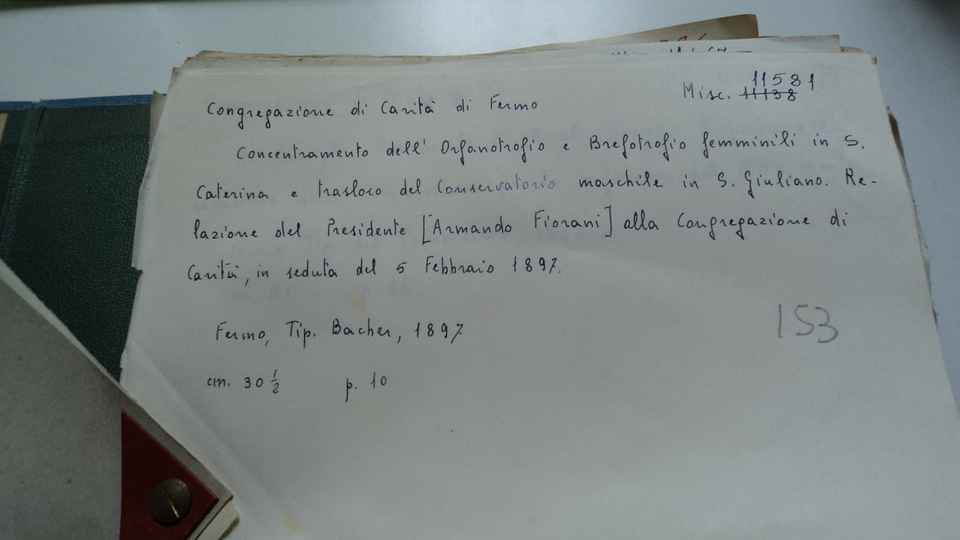 Misc. 11581
11138
Congregazione di Carità di Fermo
Concentramento dell' Orfanotrofio e Brefotrofio femminili in S.
Caterina e trasloco del Conservatorio maschile in S. Giuliano. Re-
lazione del Presidente [Armando Fiorani] alla Congregazione di
Carità, in seduta del 5 Febbraio 1897.
Fermo, Tip. Bacher, 1897
153
cm. 30 ½ p. 10